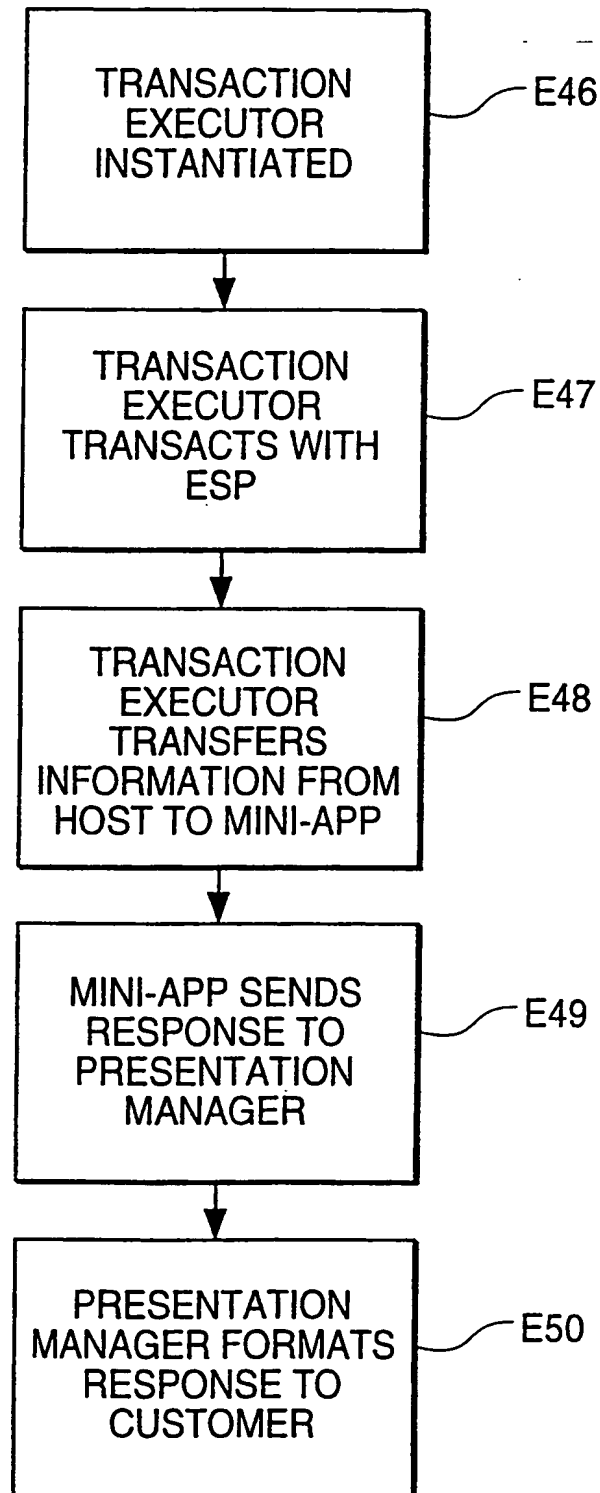 TRANSACTION
EXECUTOR
INSTANTIATED
E46
TRANSACTION
EXECUTOR
TRANSACTS WITH
ESP
E47
TRANSACTION
EXECUTOR
TRANSFERS
INFORMATION FROM
HOST TO MINI-APP
E48
MINI-APP SENDS
RESPONSE TO
PRESENTATION
MANAGER
E49
PRESENTATION
MANAGER FORMATS
RESPONSE TO
CUSTOMER
E50